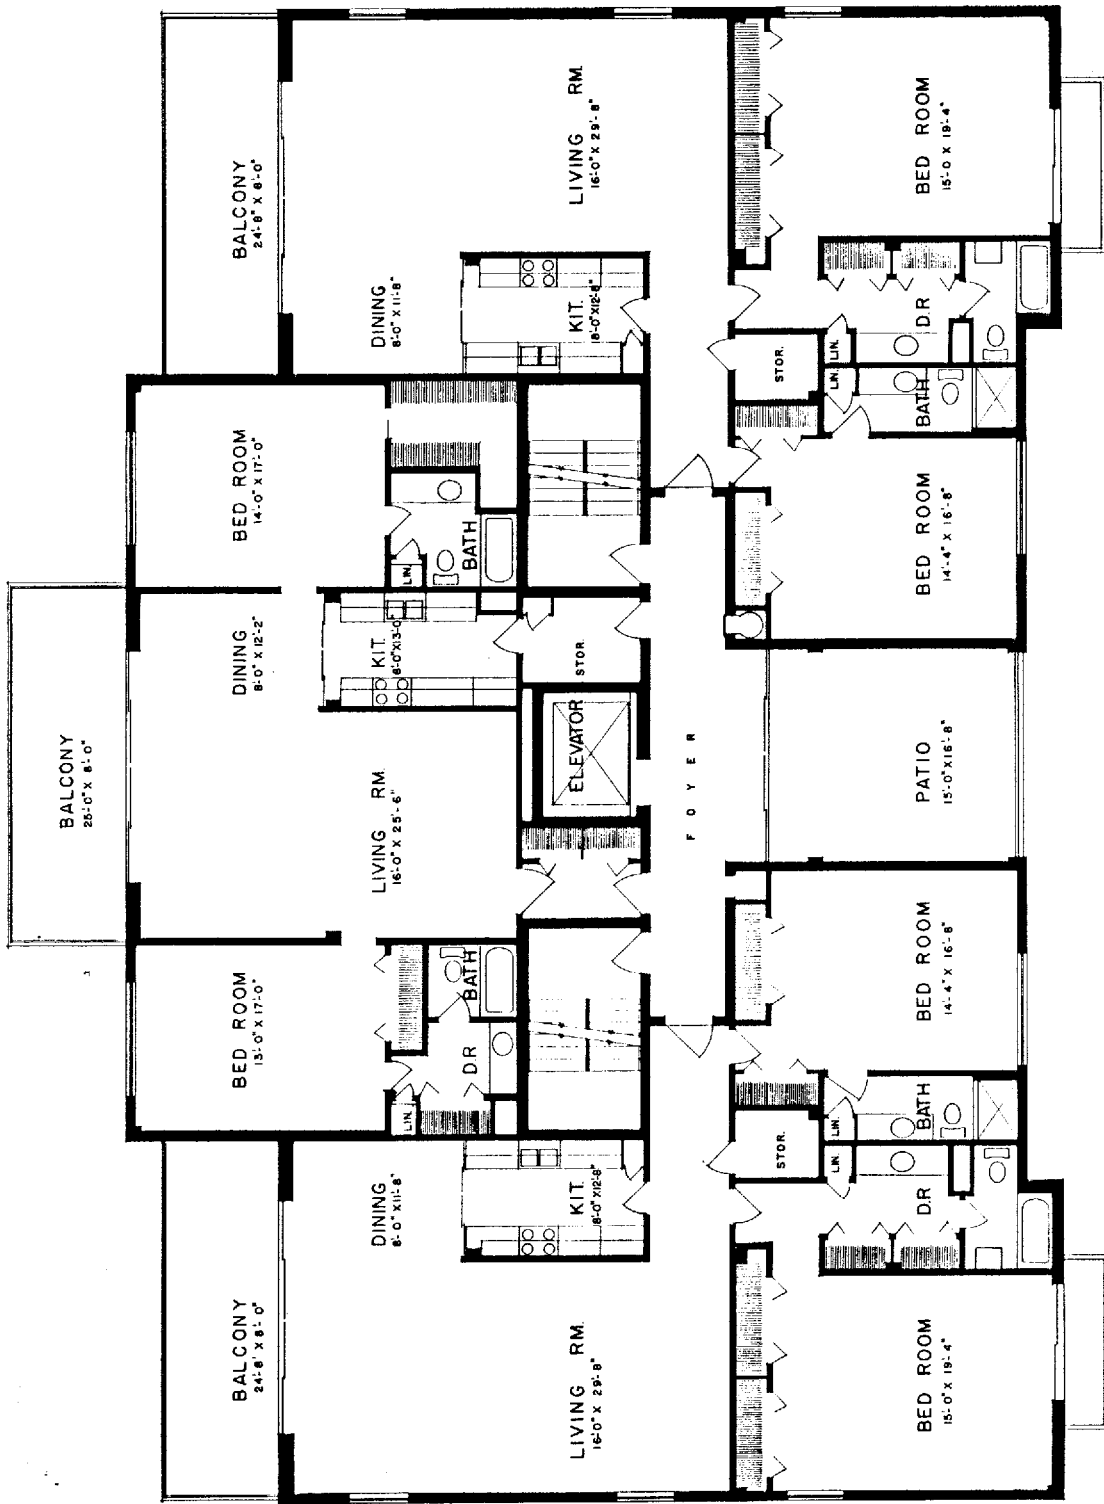 BALCONY
25'-0" X 8'-0"
BALCONY
24'-8" X 8'-0"
BED ROOM
13'-0" X 17'-0"
DINING
8'-0" X 12'-2"
BED ROOM
14'-0" X 17'-0"
BALCONY
24'-8" X 8'-0"
DINING
8'-0" X 11'-8"
LIN.
LIVING RM.
16'-0" X 25'-6"
KIT.
8'-0"X13'-0"
LIN.
DINING
8'-0" X 11'-8"
D.R
BATH
BATH
LIVING RM.
16'-0" X 29'-8"
KIT.
8'-0"X12'-8"
ELEVATOR
STOR.
KIT.
8'-0"X12'-8"
LIVING RM.
16'-0" X 29'-8"
FOYER
STOR.
STOR.
LIN.
LIN.
LIN.
LIN.
BED ROOM
15'-0" X 19'-4"
D.R
BATH
BED ROOM
14'-4" X 16'-8"
PATIO
15'-0" X 16'-8"
BED ROOM
14'-4" X 16'-8"
BATH
D.R
BED ROOM
15'-0 X 19'-4"